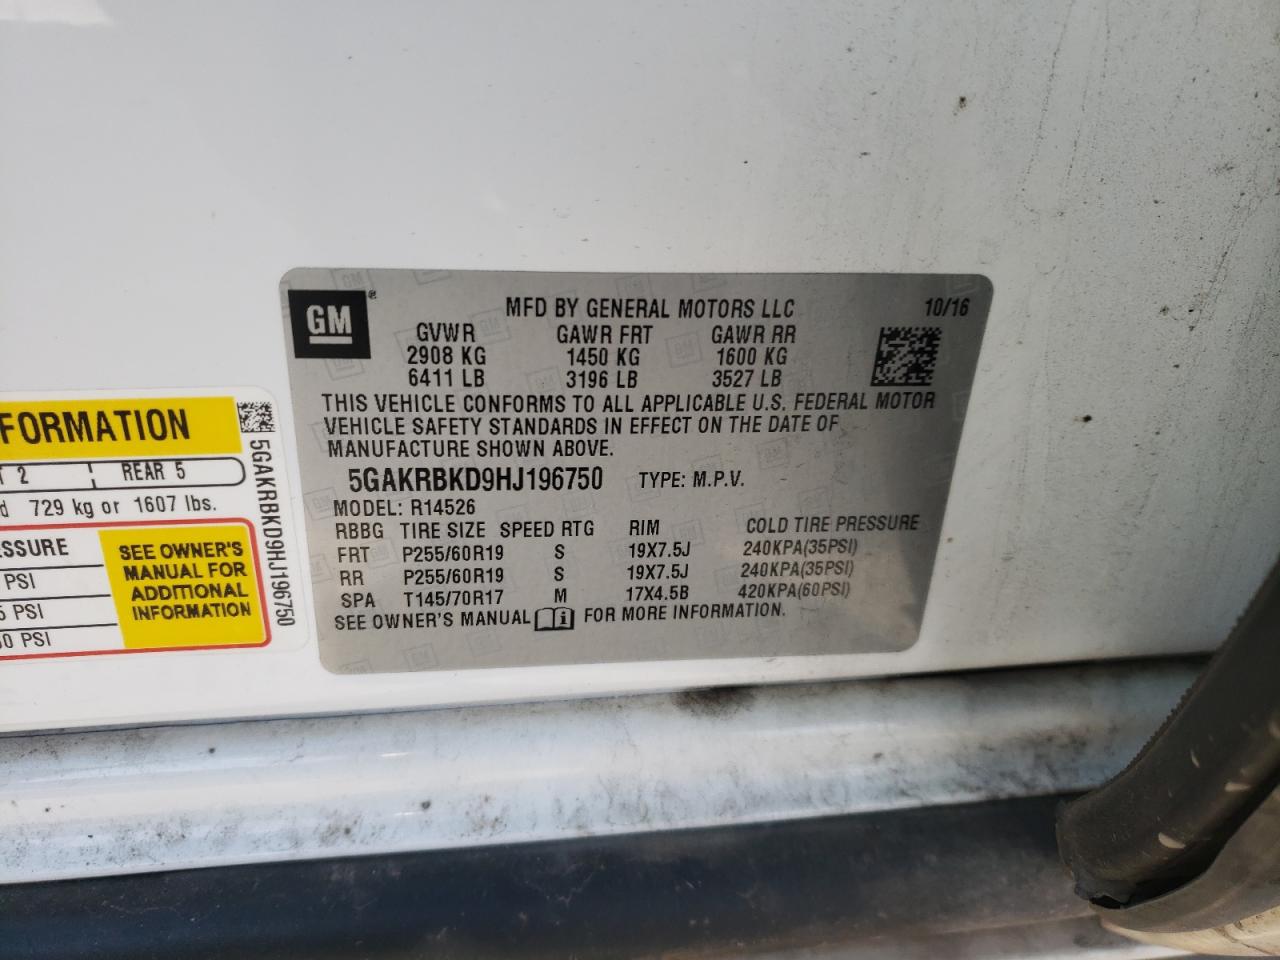 GM ®
MFD BY GENERAL MOTORS LLC 10/16
GVWR GAWR FRT GAWR RR
2908 KG 1450 KG 1600 KG
6411 LB 3196 LB 3527 LB
THIS VEHICLE CONFORMS TO ALL APPLICABLE U.S. FEDERAL MOTOR
VEHICLE SAFETY STANDARDS IN EFFECT ON THE DATE OF
MANUFACTURE SHOWN ABOVE.
5GAKRBKD9HJ196750 TYPE: M.P.V.
MODEL: R14526
RBBG TIRE SIZE SPEED RTG RIM COLD TIRE PRESSURE
FRT P255/60R19 S 19X7.5J 240KPA(35PSI)
RR P255/60R19 S 19X7.5J 240KPA(35PSI)
SPA T145/70R17 M 17X4.5B 420KPA(60PSI)
SEE OWNER'S MANUAL i FOR MORE INFORMATION.
FORMATION
2 REAR 5
d 729 kg or 1607 lbs.
SSURE
PSI
5 PSI
0 PSI
SEE OWNER'S
MANUAL FOR
ADDITIONAL
INFORMATION
5GAKRBKD9HJ196750